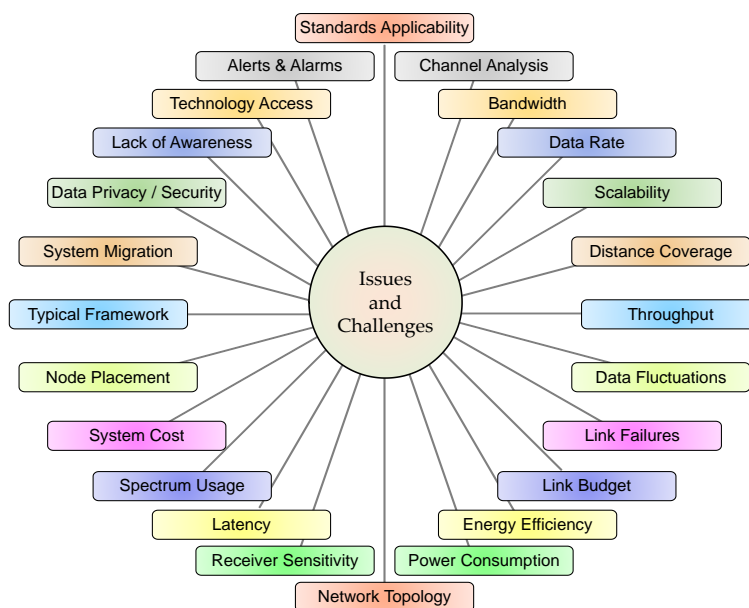 Standards Applicability
Alerts & Alarms
Channel Analysis
Technology Access
Bandwidth
Lack of Awareness
Data Rate
Data Privacy / Security
Scalability
System Migration
Distance Coverage
Issues
and
Challenges
Typical Framework
Throughput
Node Placement
Data Fluctuations
System Cost
Link Failures
Spectrum Usage
Link Budget
Latency
Energy Efficiency
Receiver Sensitivity
Power Consumption
Network Topology